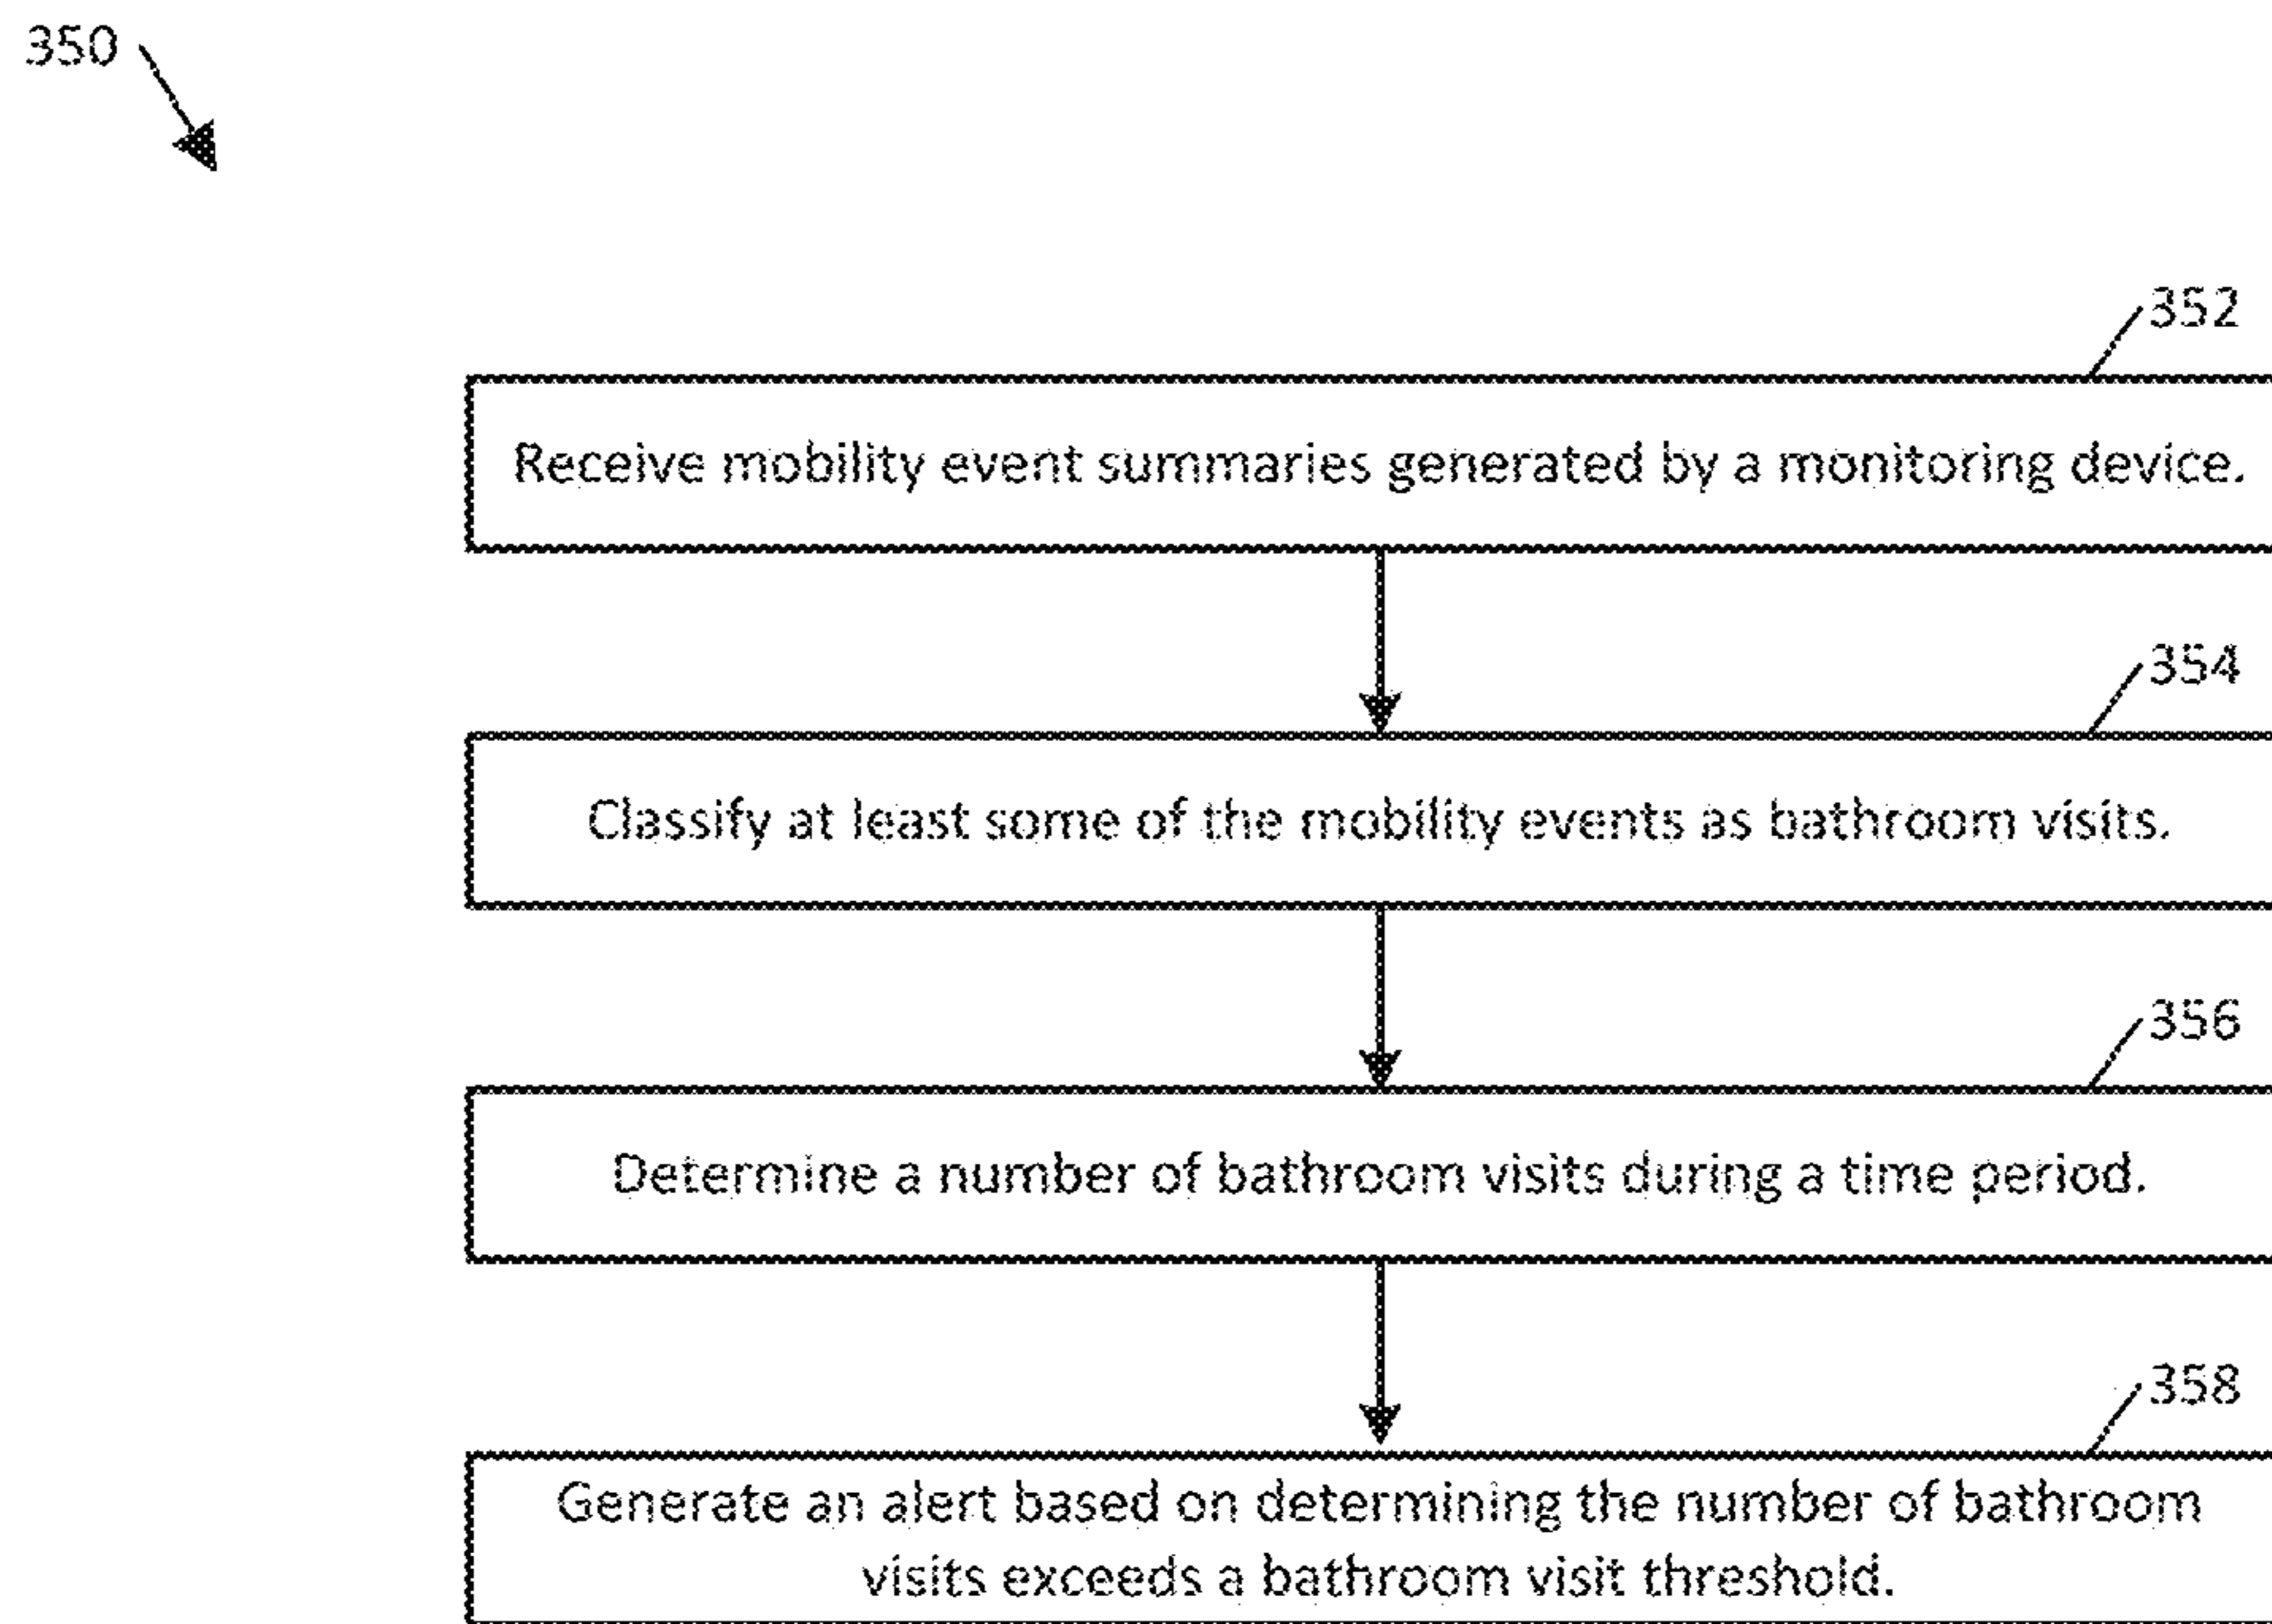 350
352
Receive mobility event summaries generated by a monitoring device.
354
Classify at least some of the mobility events as bathroom visits.
356
Determine a number of bathroom visits during a time period.
358
Generate an alert based on determining the number of bathroom
visits exceeds a bathroom visit threshold.